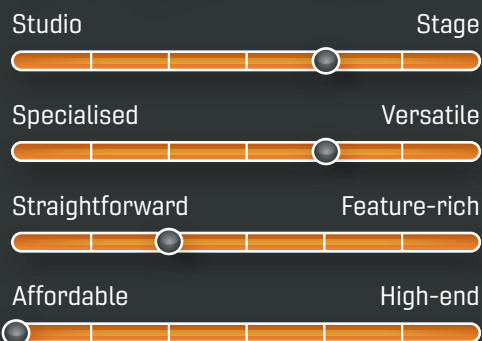 Studio Stage
Specialised Versatile
Straightforward Feature-rich
Affordable High-end